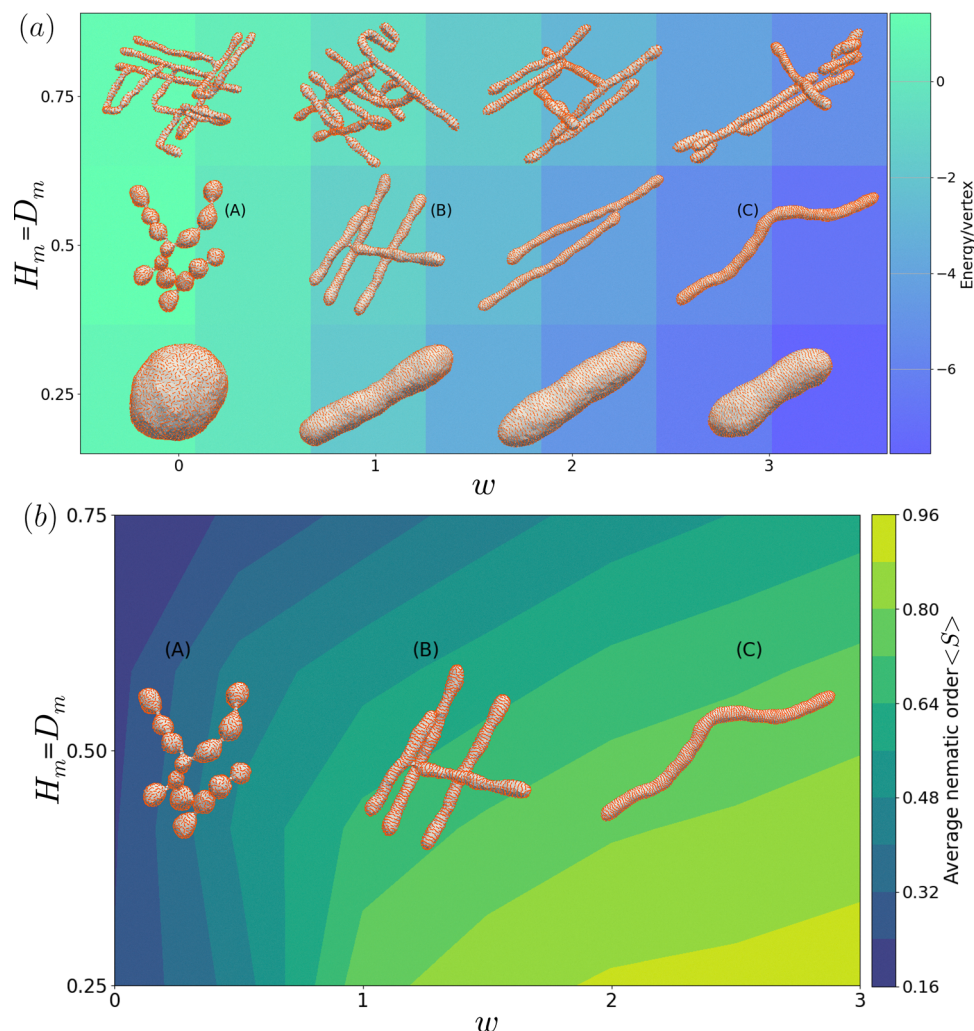 (a)
0.75
0.5
0.25
H_m=D_m
(A)
(B)
(C)
0
1
2
3
w
0
−2
−4
−6
Energy/vertex
(b)
0.75
0.50
0.25
H_m=D_m
(A)
(B)
(C)
0
1
2
3
w
0.96
0.80
0.64
0.48
0.32
0.16
Average nematic order<S>